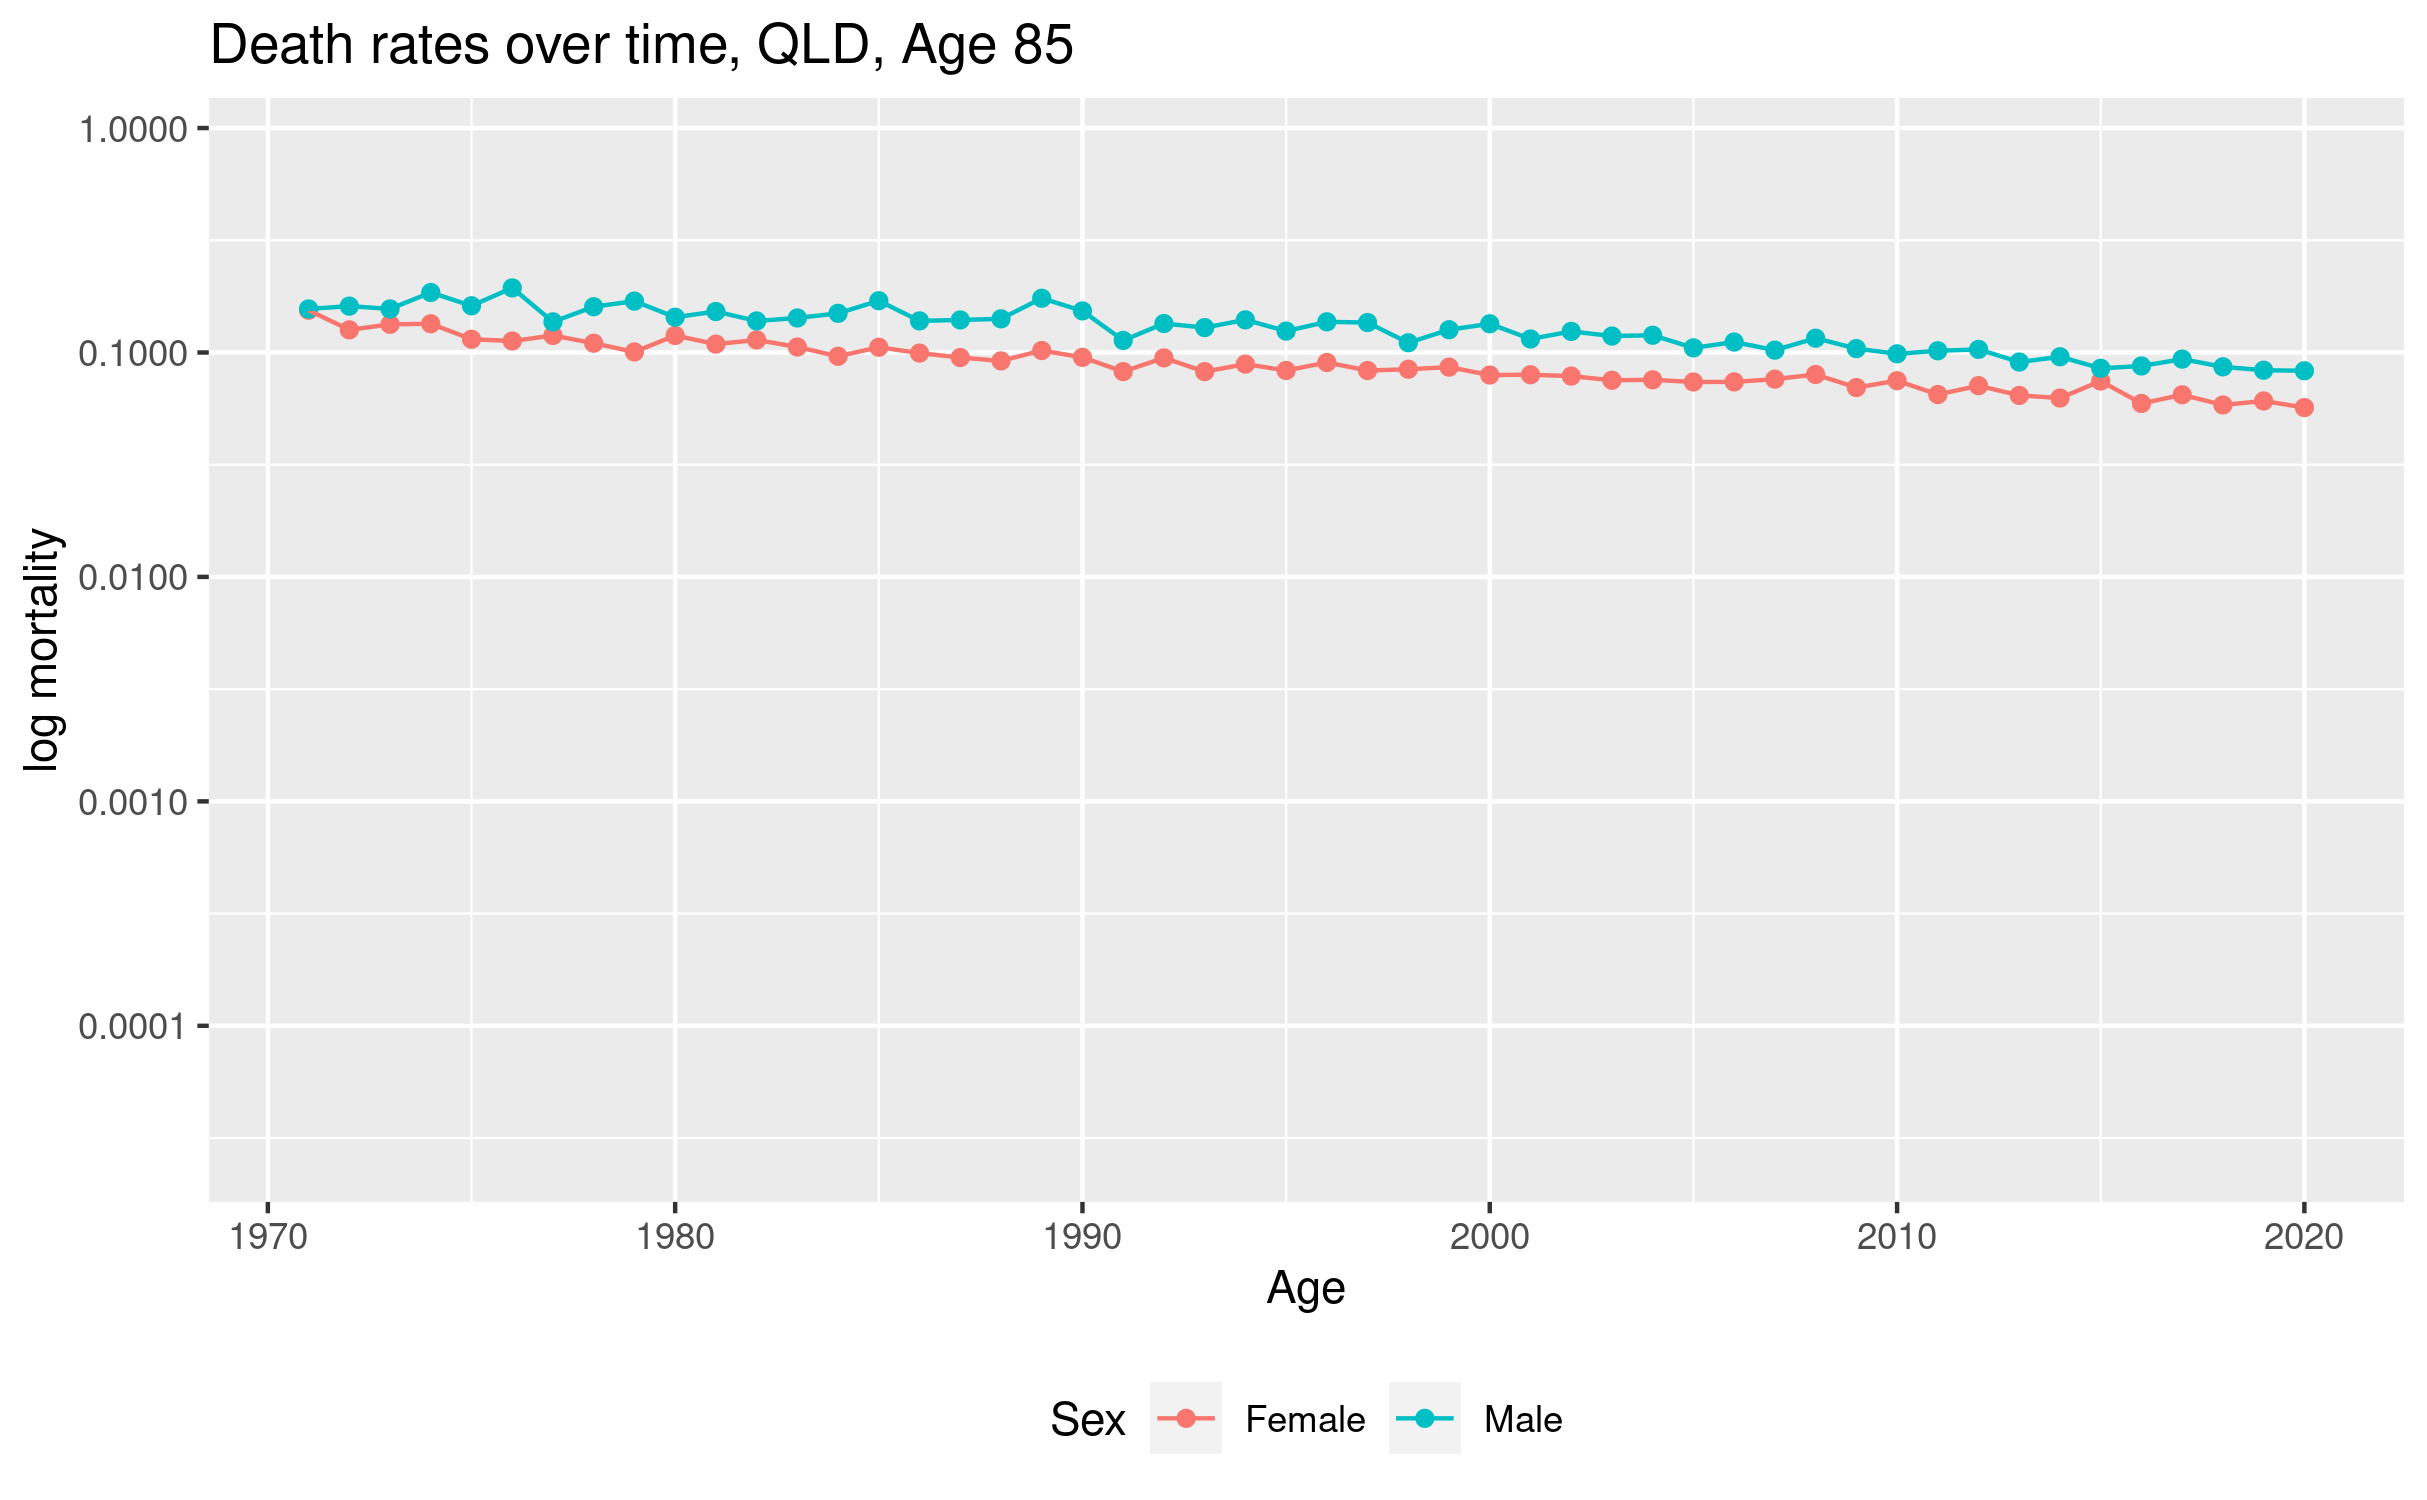 Death rates over time, QLD, Age 85
1.0000
0.1000
0.0100
0.0010
0.0001
log mortality
1970 1980 1990 2000 2010 2020
Age
Sex Female Male